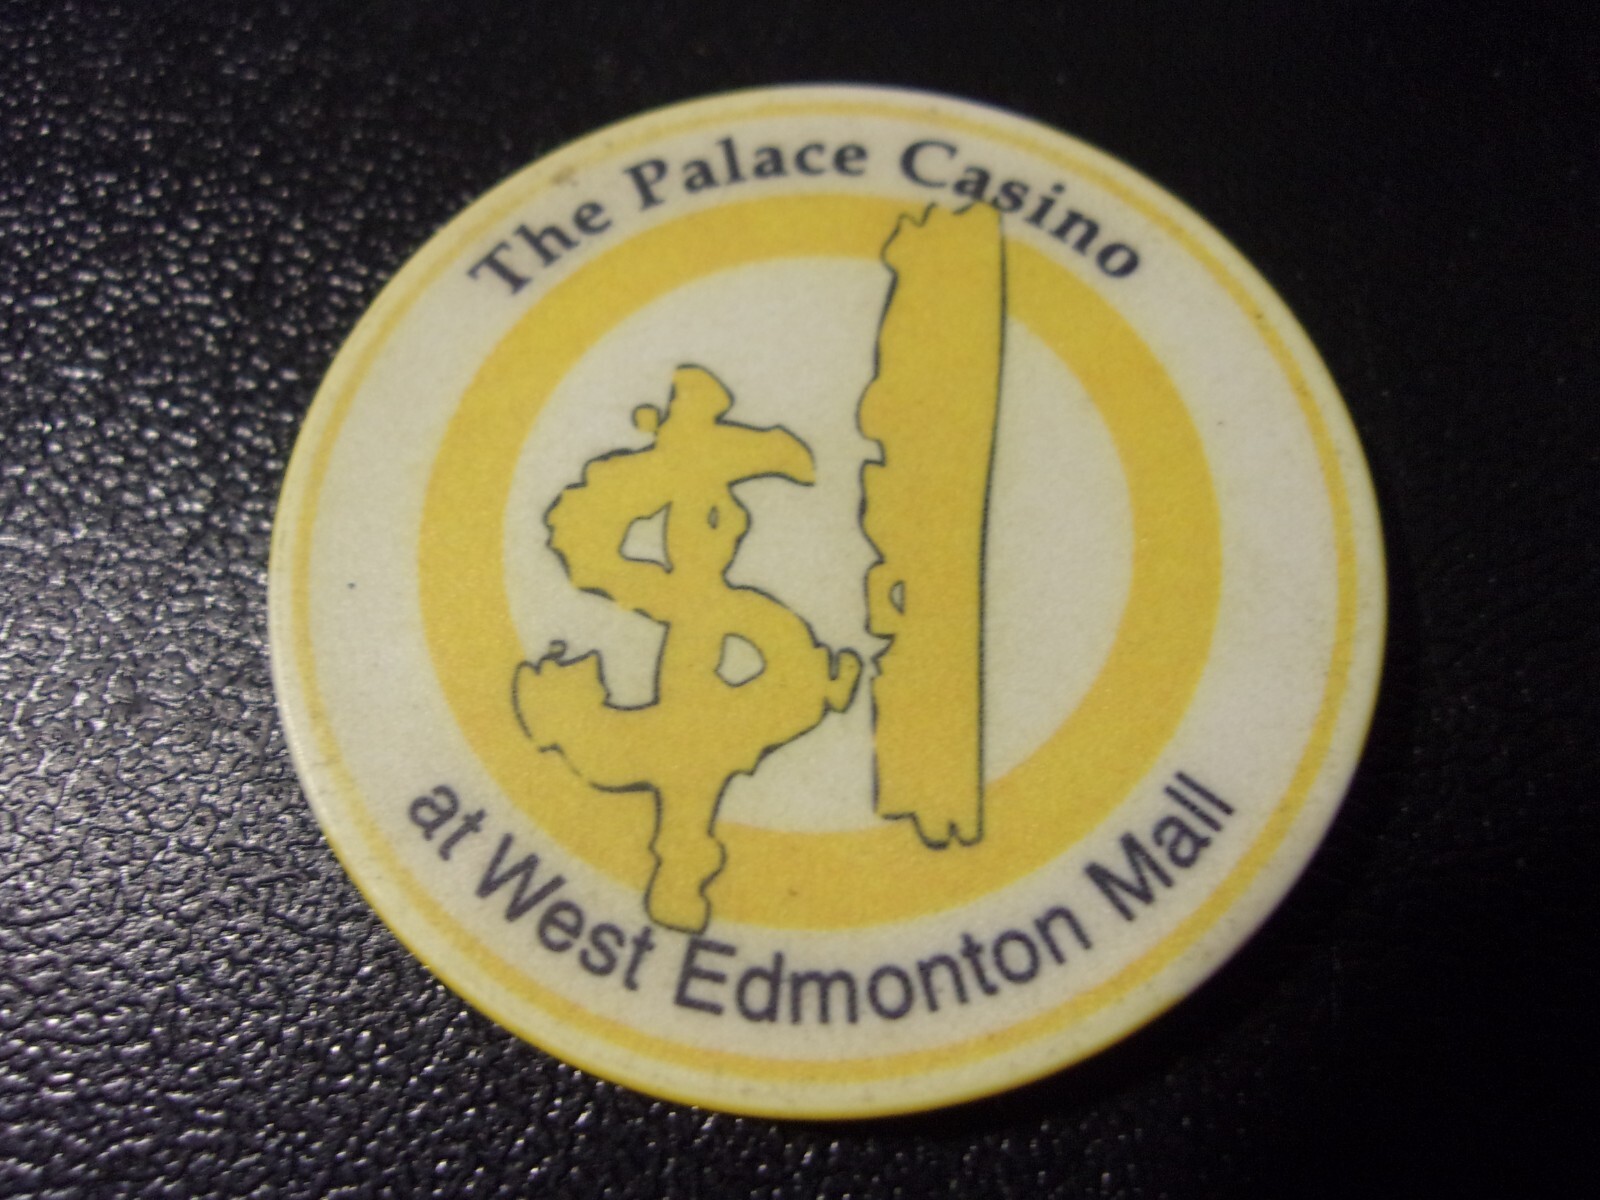 The Palace Casino
$1
at West Edmonton Mall